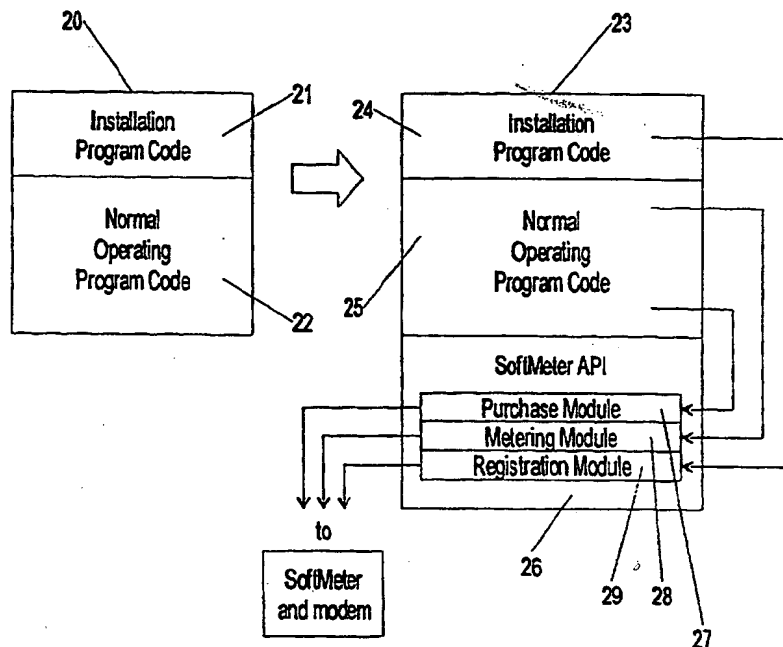 20
21
Installation
Program Code
Normal
Operating
Program Code
22
23
24
Installation
Program Code
Normal
Operating
Program Code
25
SoftMeter API
Purchase Module
Metering Module
Registration Module
to
SoftMeter
and modem
26
29
28
27